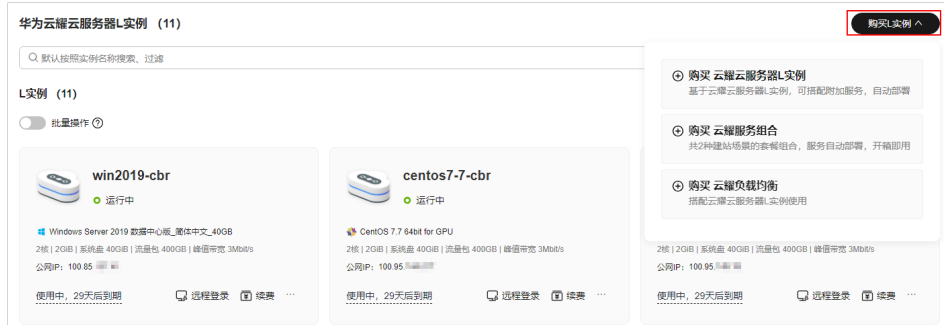 华为云耀云服务器L实例 （11）
购买L实例
默认按照实例名称搜索、过滤
购买 云耀云服务器L实例
基于云耀云服务器L实例，可搭配附加服务，自动部署
购买 云耀服务组合
共2种建站场景的套餐组合，服务自动部署，开箱即用
购买 云耀负载均衡
搭配云耀云服务器L实例使用
L实例 （11）
批量操作
win2019-cbr
运行中
Windows Server 2019 数据中心版_简体中文_40GB
2核 | 2GiB | 系统盘 40GiB | 流量包 400GB | 峰值带宽 3Mbit/s
公网IP： 100.85
使用中，29天后到期
远程登录
续费
centos7-7-cbr
运行中
CentOS 7.7 64bit for GPU
2核 | 2GiB | 系统盘 40GiB | 流量包 400GB | 峰值带宽 3Mbit/s
公网IP： 100.95.
使用中，29天后到期
远程登录
续费
2核 | 2GiB | 系统盘 40GiB | 流量包 400GB | 峰值带宽 3Mbit/s
公网IP： 100.95.
使用中，29天后到期
远程登录
续费